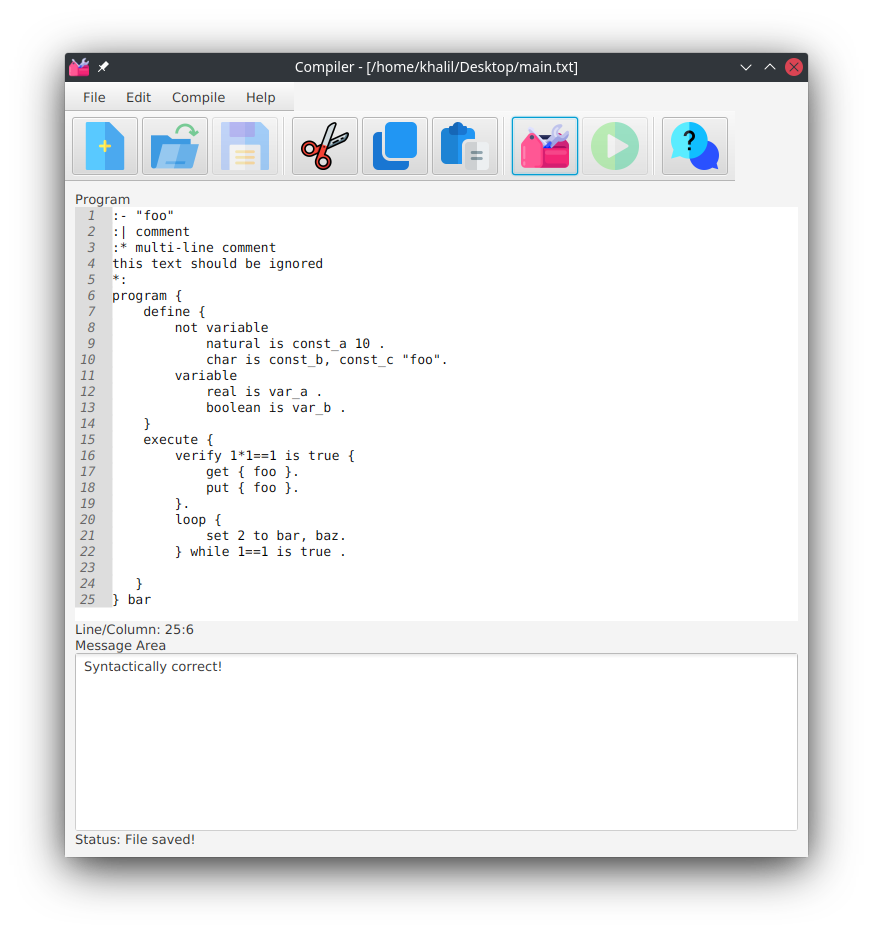 Compiler - [/home/khalil/Desktop/main.txt]
File Edit Compile Help
?
Program
1 :- "foo"
2 :| comment
3 :* multi-line comment
4 this text should be ignored
5 *:
6 program {
7     define {
8         not variable
9             natural is const_a 10 .
10             char is const_b, const_c "foo".
11         variable
12             real is var_a .
13             boolean is var_b .
14     }
15     execute {
16         verify 1*1==1 is true {
17             get { foo }.
18             put { foo }.
19         }.
20         loop {
21             set 2 to bar, baz.
22         } while 1==1 is true .
23
24    }
25 } bar
Line/Column: 25:6
Message Area
Syntactically correct!
Status: File saved!